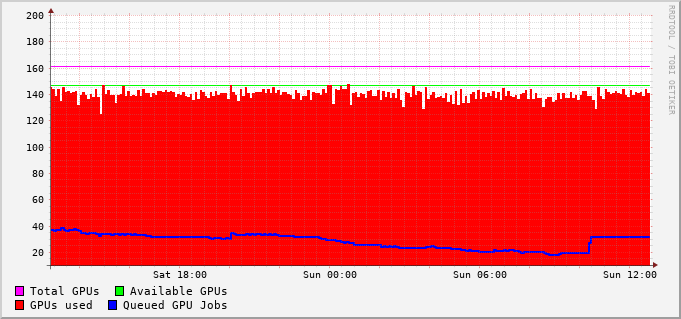 200
180
160
140
120
100
80
60
40
20
Sat 18:00 Sun 00:00 Sun 06:00 Sun 12:00
Total GPUs Available GPUs
GPUs used Queued GPU Jobs
RRDTOOL / TOBI OETIKER